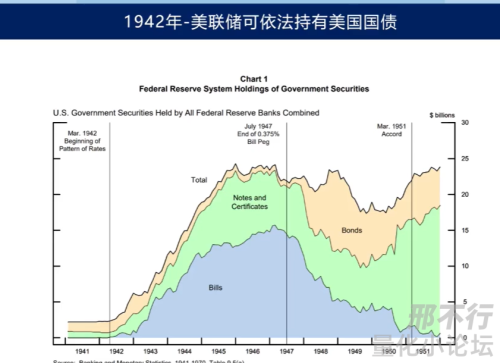 1942年-美联储可依法持有美国国债
Chart 1
Federal Reserve System Holdings of Government Securities
U.S. Government Securities Held by All Federal Reserve Banks Combined
$ billions
Mar. 1942
Beginning of
Pattern of Rates
July 1947
End of 0.375%
Bill Peg
Mar. 1951
Accord
30
25
20
15
10
5
0
Total
Notes and
Certificates
Bonds
Bills
1941 1942 1943 1944 1945 1946 1947 1948 1949 1950 1951
邢不行
量化小论坛
Source: Banking and Monetary Statistics, 1941-1970, Table 9.5(a)